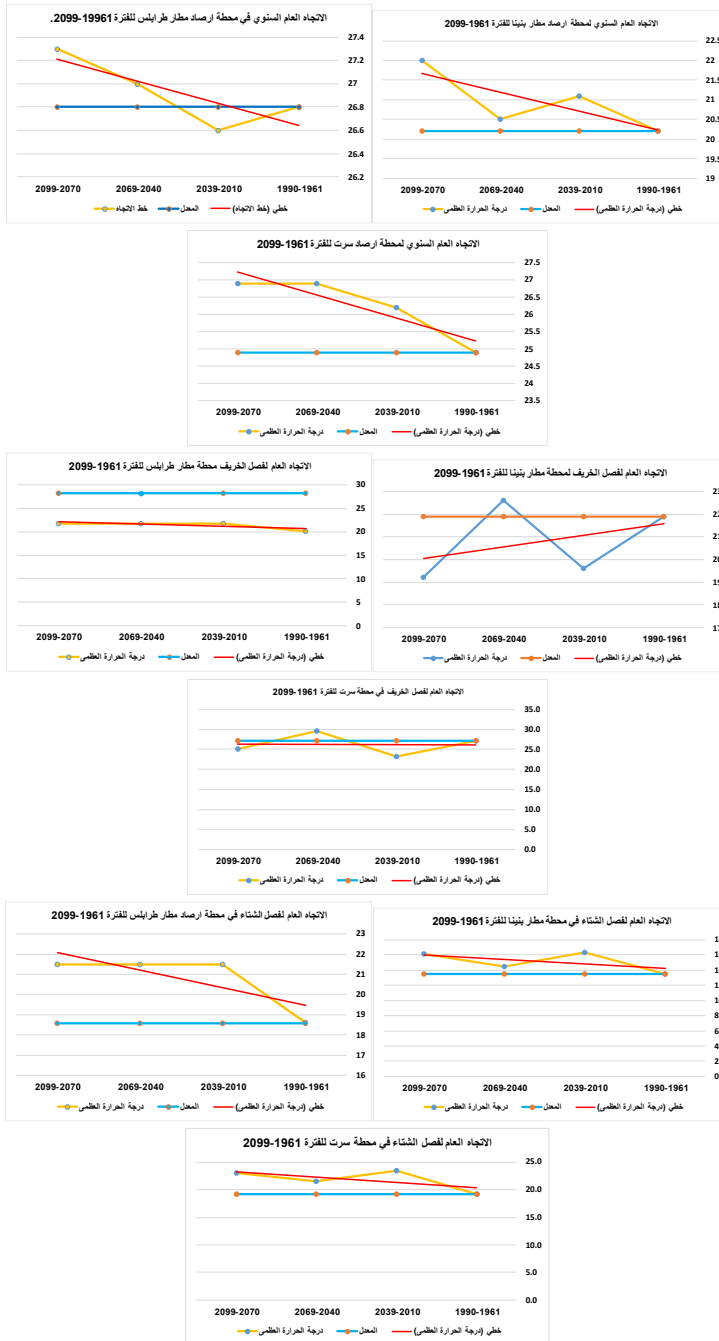 الاتجاه العام السنوي في محطة ارصاد مطار طرابلس للفترة 19961-2099.
27.4
27.2
27
26.8
26.6
26.4
26.2
2099-2070
2069-2040
2039-2010
1990-1961
خط الاتجاه
المعدل
خطي (خط الاتجاه)
الاتجاه العام السنوي لمحطة ارصاد مطار بنينا للفترة 1961-2099
22.5
22
21.5
21
20.5
20
19.5
19
2099-2070
2069-2040
2039-2010
1990-1961
درجة الحرارة العظمى
المعدل
خطي (درجة الحرارة العظمى)
الاتجاه العام السنوي لمحطة ارصاد سرت للفترة 1961-2099
27.5
27
26.5
26
25.5
25
24.5
24
23.5
2099-2070
2069-2040
2039-2010
1990-1961
درجة الحرارة العظمى
المعدل
خطي (درجة الحرارة العظمى)
الاتجاه العام لفصل الخريف محطة مطار طرابلس للفترة 1961-2099
30
25
20
15
10
5
0
2099-2070
2069-2040
2039-2010
1990-1961
درجة الحرارة العظمى
المعدل
خطي (درجة الحرارة العظمى)
الاتجاه العام لفصل الخريف لمحطة مطار بنينا للفترة 1961-2099
23
22
21
20
19
18
17
2099-2070
2069-2040
2039-2010
1990-1961
درجة الحرارة العظمى
المعدل
خطي (درجة الحرارة العظمى)
الاتجاه العام لفصل الخريف في محطة سرت للفترة 1961-2099
35.0
30.0
25.0
20.0
15.0
10.0
5.0
0.0
2099-2070
2069-2040
2039-2010
1990-1961
درجة الحرارة العظمى
المعدل
خطي (درجة الحرارة العظمى)
الاتجاه العام لفصل الشتاء في محطة ارصاد مطار طرابلس للفترة 1961-2099
23
22
21
20
19
18
17
16
2099-2070
2069-2040
2039-2010
1990-1961
درجة الحرارة العظمى
المعدل
خطي (درجة الحرارة العظمى)
الاتجاه العام لفصل الشتاء في محطة مطار بنينا للفترة 1961-2099
8
6
4
2
0
2099-2070
2069-2040
2039-2010
1990-1961
درجة الحرارة العظمى
المعدل
خطي (درجة الحرارة العظمى)
الاتجاه العام لفصل الشتاء في محطة سرت للفترة 1961-2099
25.0
20.0
15.0
10.0
5.0
0.0
2099-2070
2069-2040
2039-2010
1990-1961
درجة الحرارة العظمى
المعدل
خطي (درجة الحرارة العظمى)